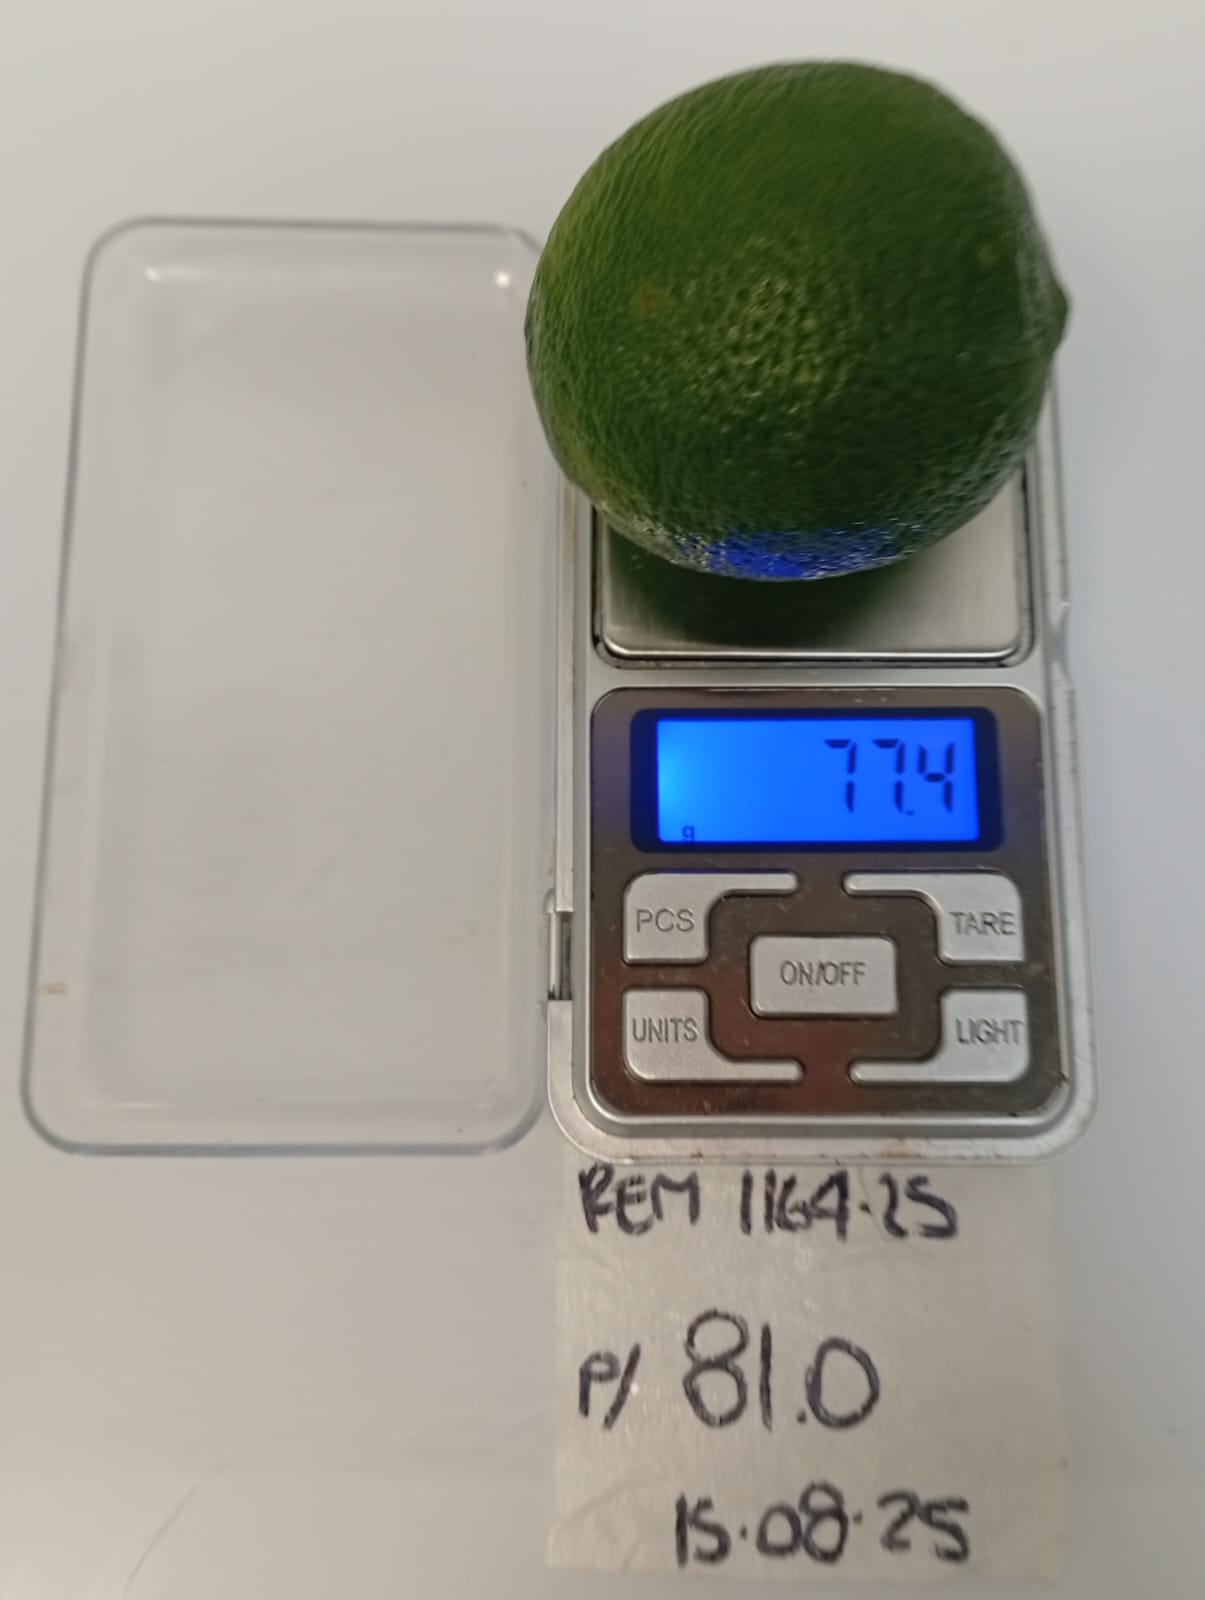 77.4
g
PCS
TARE
ON/OFF
UNITS
LIGHT
REM 1164.25
P/ 81.0
15.08.25